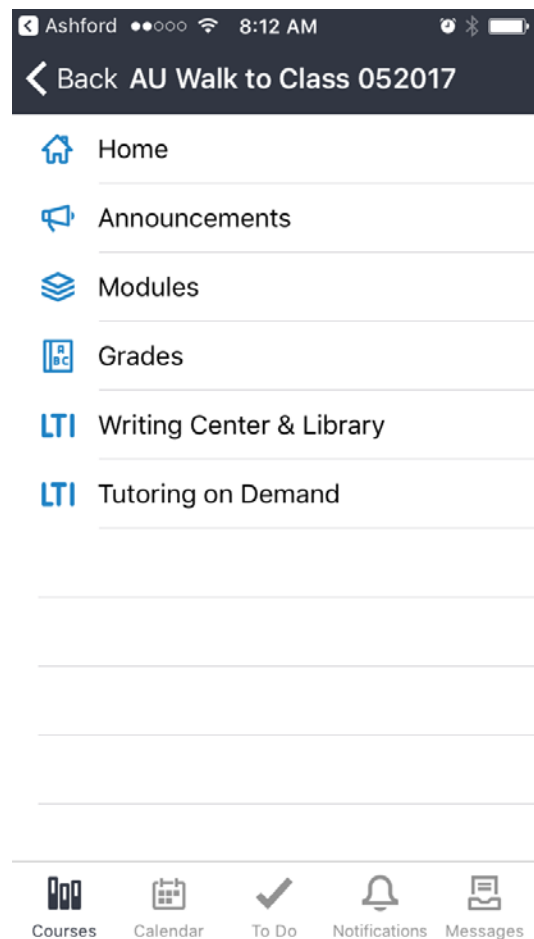 Ashford 8:12 AM
Back AU Walk to Class 052017
Home
Announcements
Modules
A
BC
Grades
LTI Writing Center & Library
LTI Tutoring on Demand
Courses Calendar To Do Notifications Messages